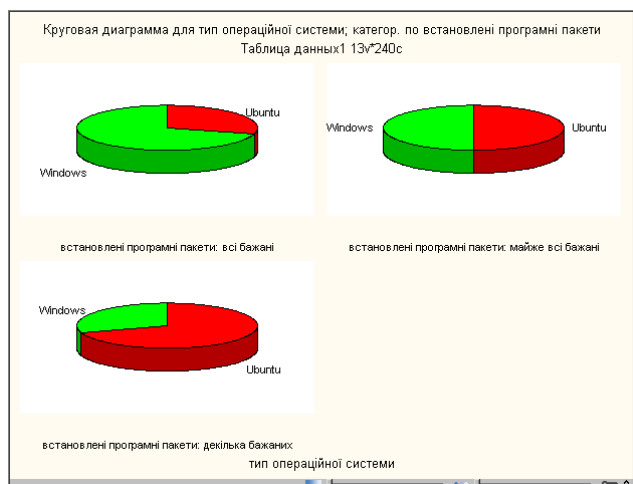 Круговая диаграмма для тип операційної системи; категор. по встановлені програмні пакети
Таблица данных1 13v*240c
Ubuntu
Windows
встановлені програмні пакети: всі бажані
Windows
Ubuntu
встановлені програмні пакети: майже всі бажані
Windows
Ubuntu
встановлені програмні пакети: декілька бажаних
тип операційної системи